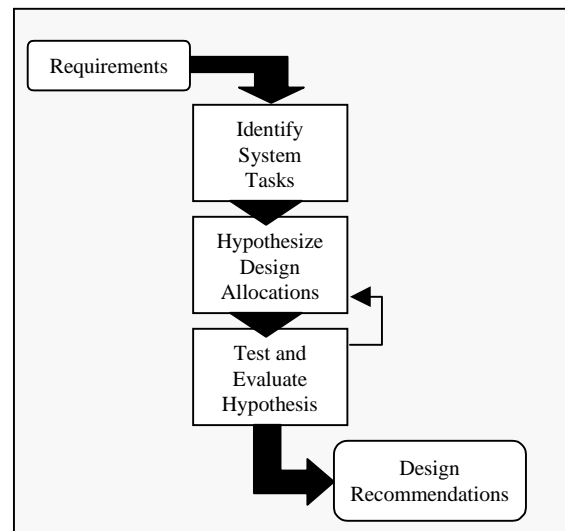 Requirements
Identify
System
Tasks
Hypothesize
Design
Allocations
Test and
Evaluate
Hypothesis
Design
Recommendations